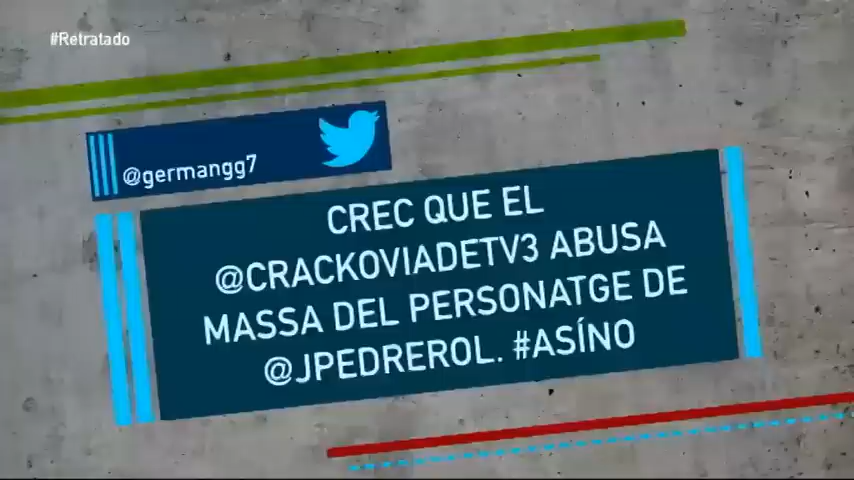 #Retratado
@germangg7
CREC QUE EL
@CRACKOVIADETV3 ABUSA
MASSA DEL PERSONATGE DE
@JPEDREROL. #ASÍNO